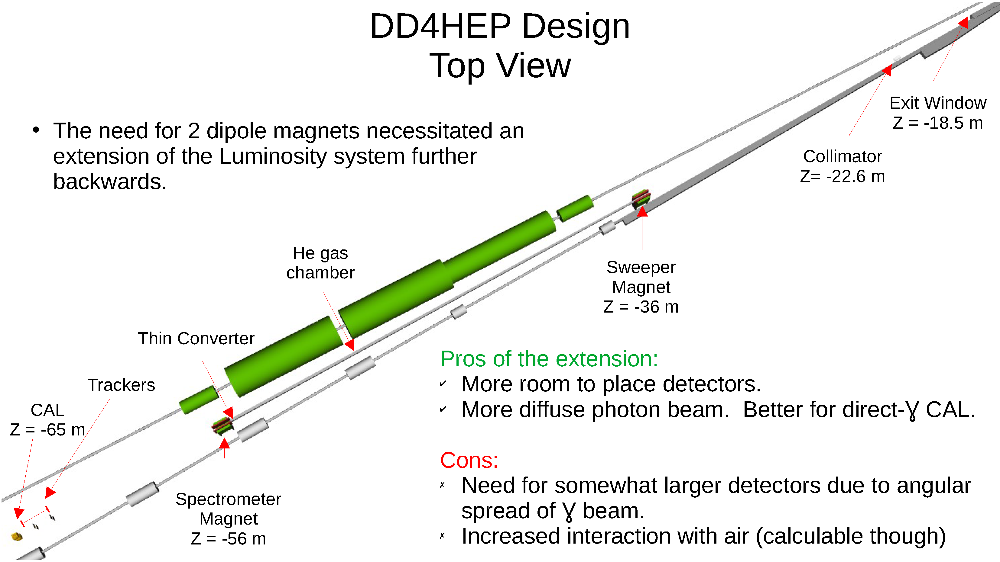 DD4HEP Design
Top View
• The need for 2 dipole magnets necessitated an
extension of the Luminosity system further
backwards.
Exit Window
Z = -18.5 m
Collimator
Z= -22.6 m
Sweeper
Magnet
Z = -36 m
He gas
chamber
Thin Converter
Trackers
CAL
Z = -65 m
Spectrometer
Magnet
Z = -56 m
Pros of the extension:
✔ More room to place detectors.
✔ More diffuse photon beam.  Better for direct-Ɣ CAL.
Cons:
✗ Need for somewhat larger detectors due to angular
spread of Ɣ beam.
✗ Increased interaction with air (calculable though)